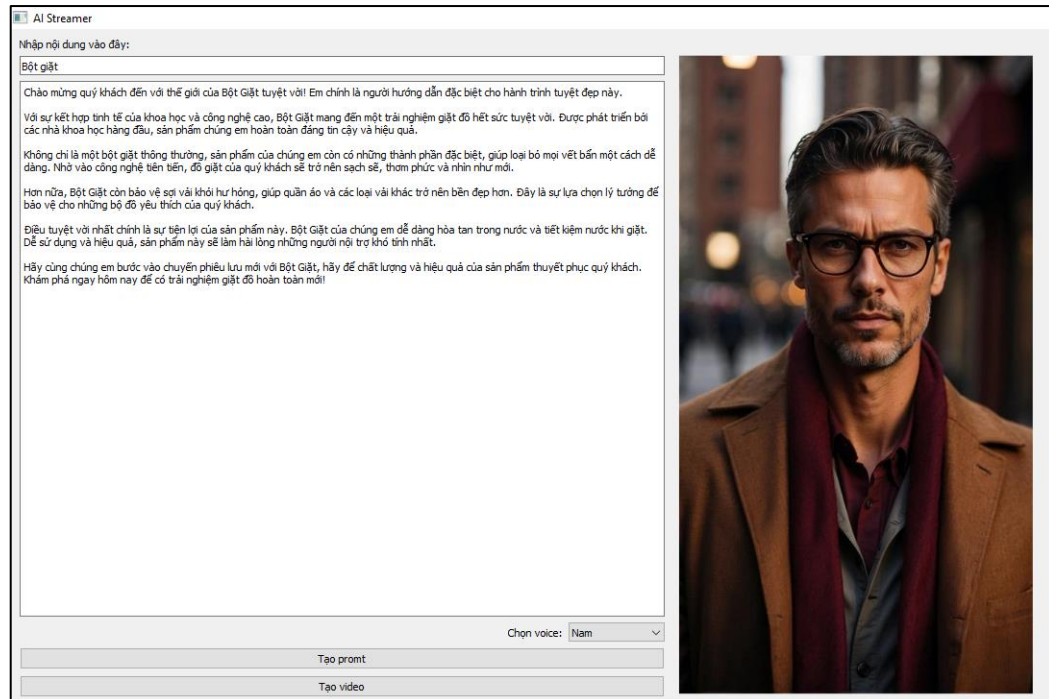 AI Streamer
Nhập nội dung vào đây:
Bột giặt
Chào mừng quý khách đến với thế giới của Bột Giặt tuyệt vời! Em chính là người hướng dẫn đặc biệt cho hành trình tuyệt đẹp này.
Với sự kết hợp tinh tế của khoa học và công nghệ cao, Bột Giặt mang đến một trải nghiệm giặt đồ hết sức tuyệt vời. Được phát triển bởi
các nhà khoa học hàng đầu, sản phẩm chúng em hoàn toàn đáng tin cậy và hiệu quả.
Không chỉ là một bột giặt thông thường, sản phẩm của chúng em còn có những thành phần đặc biệt, giúp loại bỏ mọi vết bẩn một cách dễ
dàng. Nhờ vào công nghệ tiên tiến, đồ giặt của quý khách sẽ trở nên sạch sẽ, thơm phức và nhìn như mới.
Hơn nữa, Bột Giặt còn bảo vệ sợi vải khỏi hư hỏng, giúp quần áo và các loại vải khác trở nên bền đẹp hơn. Đây là sự lựa chọn lý tưởng để
bảo vệ cho những bộ đồ yêu thích của quý khách.
Điều tuyệt vời nhất chính là sự tiện lợi của sản phẩm này. Bột Giặt của chúng em dễ dàng hòa tan trong nước và tiết kiệm nước khi giặt.
Dễ sử dụng và hiệu quả, sản phẩm này sẽ làm hài lòng những người nội trợ khó tính nhất.
Hãy cùng chúng em bước vào chuyến phiêu lưu mới với Bột Giặt, hãy để chất lượng và hiệu quả của sản phẩm thuyết phục quý khách.
Khám phá ngay hôm nay để có trải nghiệm giặt đồ hoàn toàn mới!
Chọn voice: Nam
Tạo promt
Tạo video